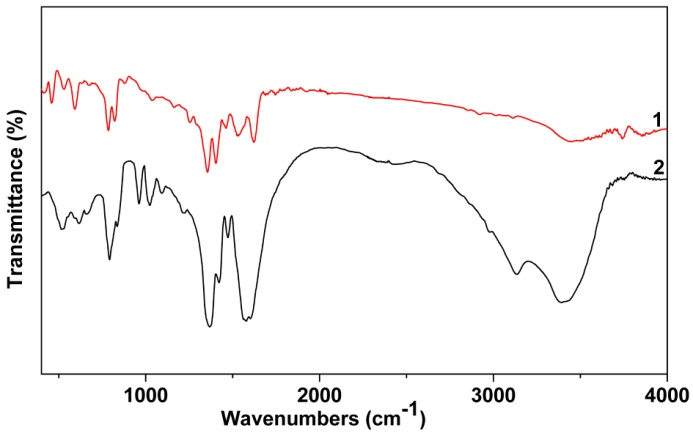 Transmittance (%)
1
2
1000 2000 3000 4000
Wavenumbers (cm-1)